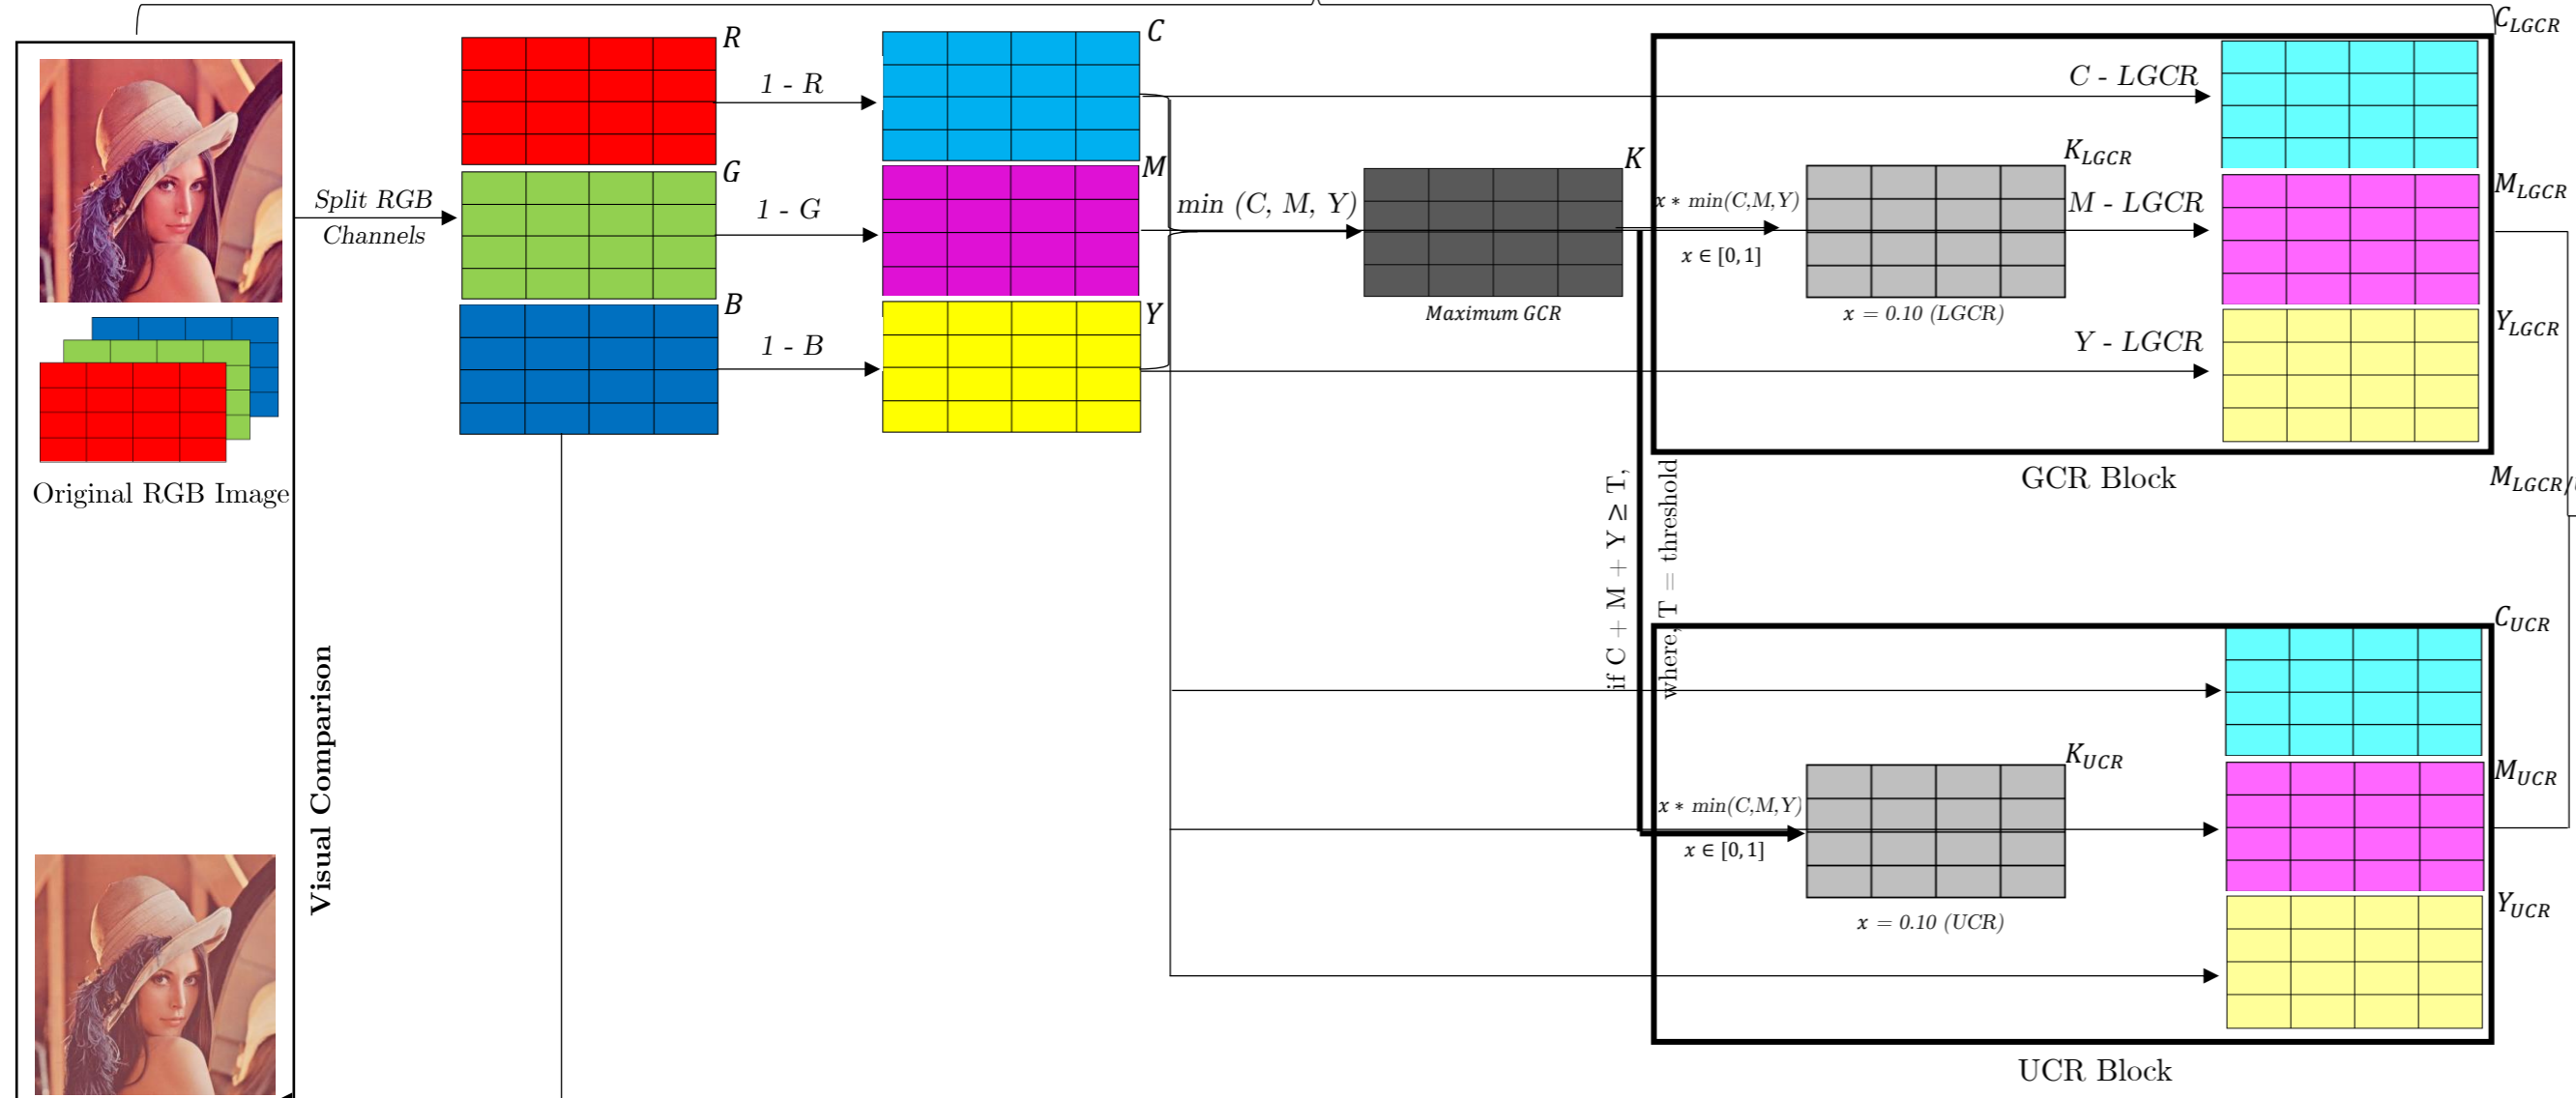 R
1 - R
C
Split RGB
Channels
G
1 - G
M
B
1 - B
Y
Original RGB Image
min (C, M, Y)
K
Maximum GCR
x * min(C,M,Y)
x ∈ [0, 1]
K_LGCR
x = 0.10 (LGCR)
C - LGCR
M - LGCR
Y - LGCR
C_LGCR
M_LGCR
Y_LGCR
GCR Block
M_LGCR/
if C + M + Y ≥ T,
where, T = threshold
Visual Comparison
x * min(C,M,Y)
x ∈ [0, 1]
K_UCR
x = 0.10 (UCR)
C_UCR
M_UCR
Y_UCR
UCR Block